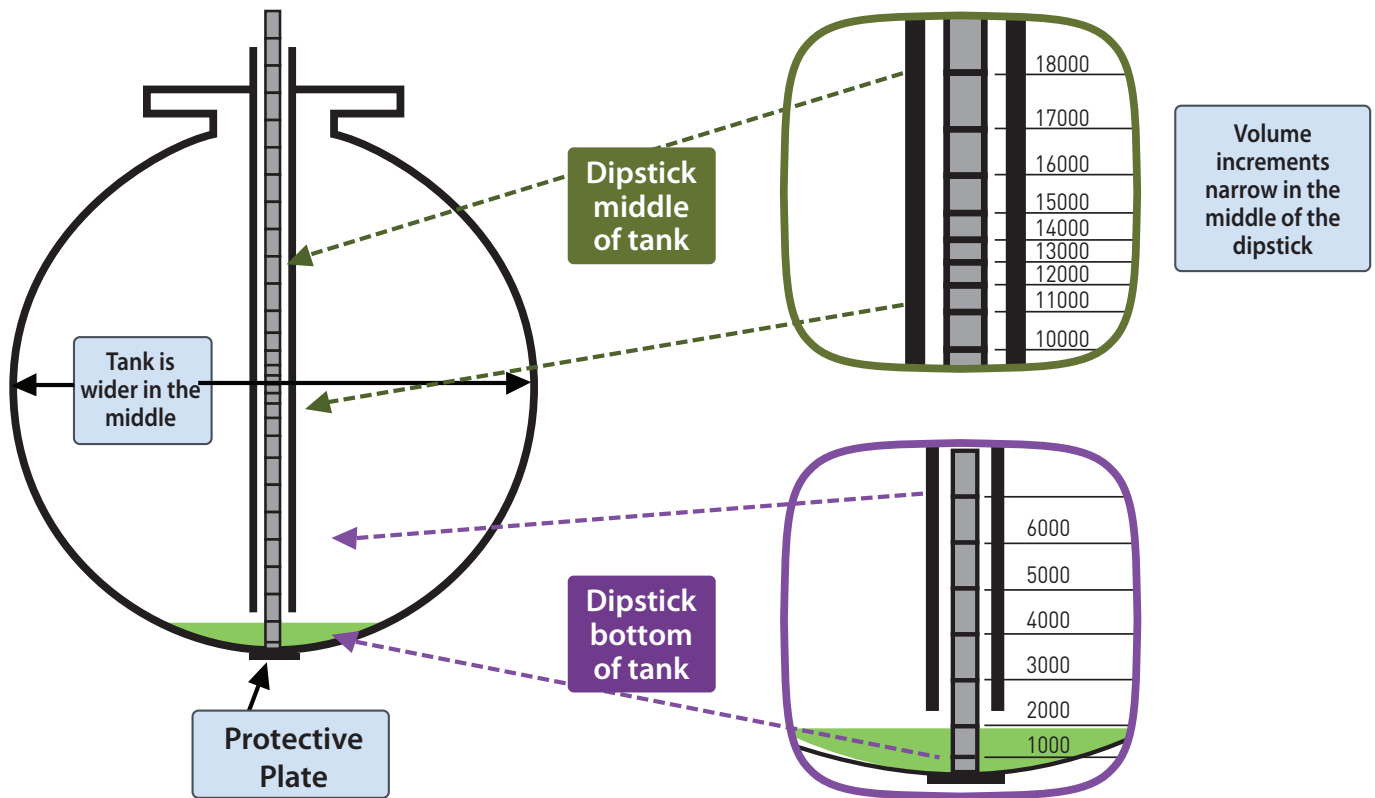 Dipstick
middle
of tank
18000
17000
16000
15000
14000
13000
12000
11000
10000
Volume
increments
narrow in the
middle of the
dipstick
Tank is
wider in the
middle
Dipstick
bottom
of tank
6000
5000
4000
3000
2000
1000
Protective
Plate